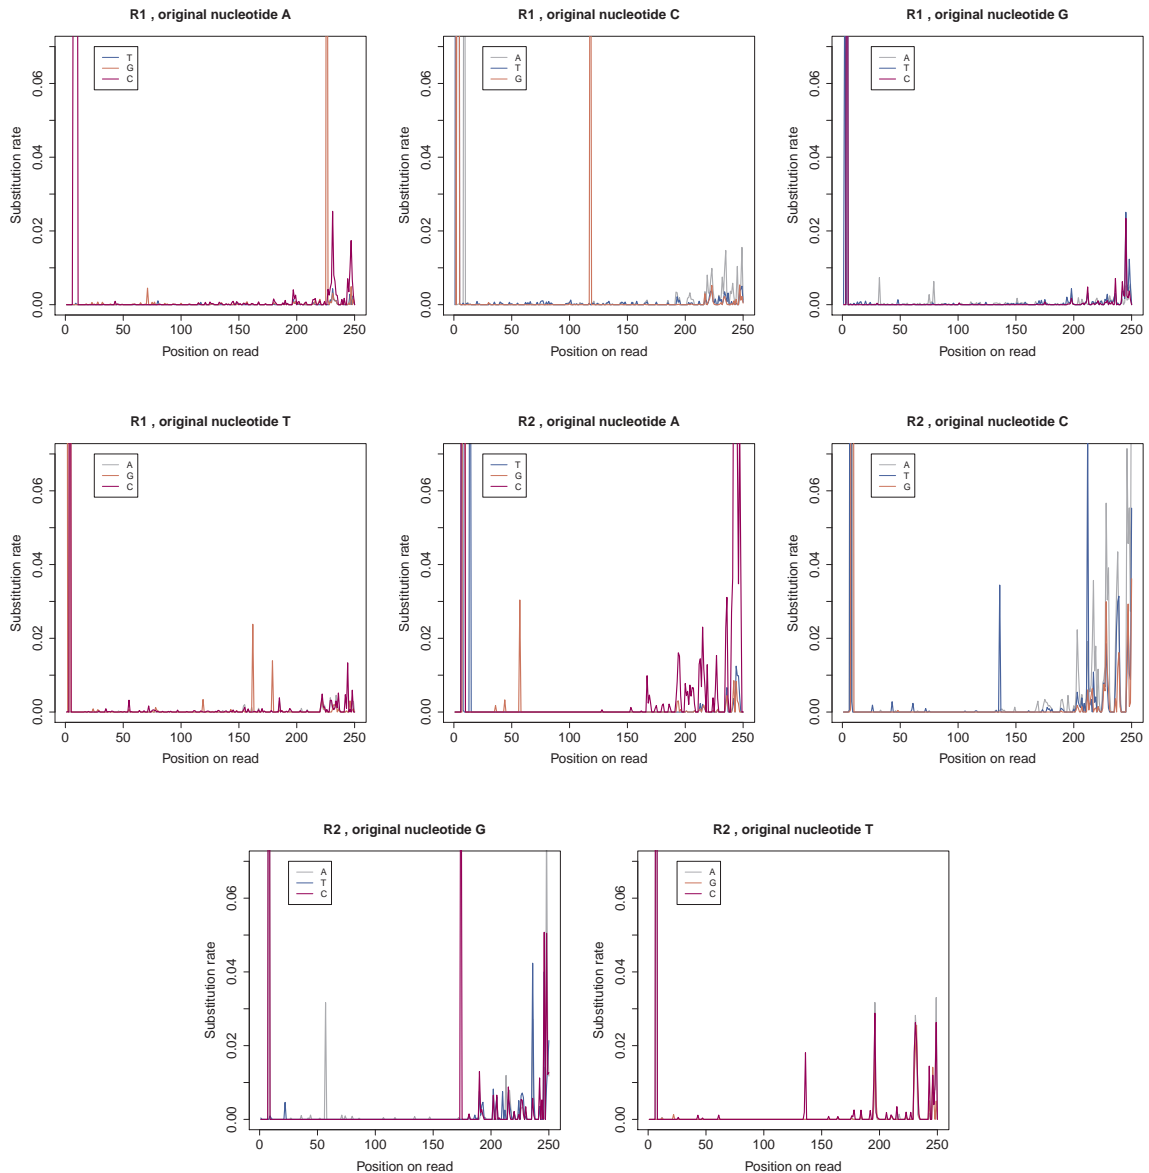 R1 , original nucleotide A
R1 , original nucleotide C
R1 , original nucleotide G
T
G
C
A
T
G
A
T
C
Substitution rate
0.00
0.02
0.04
0.06
Substitution rate
0.00
0.02
0.04
0.06
Substitution rate
0.00
0.02
0.04
0.06
0 50 100 150 200 250
0 50 100 150 200 250
0 50 100 150 200 250
Position on read
Position on read
Position on read
R1 , original nucleotide T
R2 , original nucleotide A
R2 , original nucleotide C
A
G
C
T
G
C
A
T
G
Substitution rate
0.00
0.02
0.04
0.06
Substitution rate
0.00
0.02
0.04
0.06
Substitution rate
0.00
0.02
0.04
0.06
0 50 100 150 200 250
0 50 100 150 200 250
0 50 100 150 200 250
Position on read
Position on read
Position on read
R2 , original nucleotide G
R2 , original nucleotide T
A
T
C
A
G
C
Substitution rate
0.00
0.02
0.04
0.06
Substitution rate
0.00
0.02
0.04
0.06
0 50 100 150 200 250
0 50 100 150 200 250
Position on read
Position on read